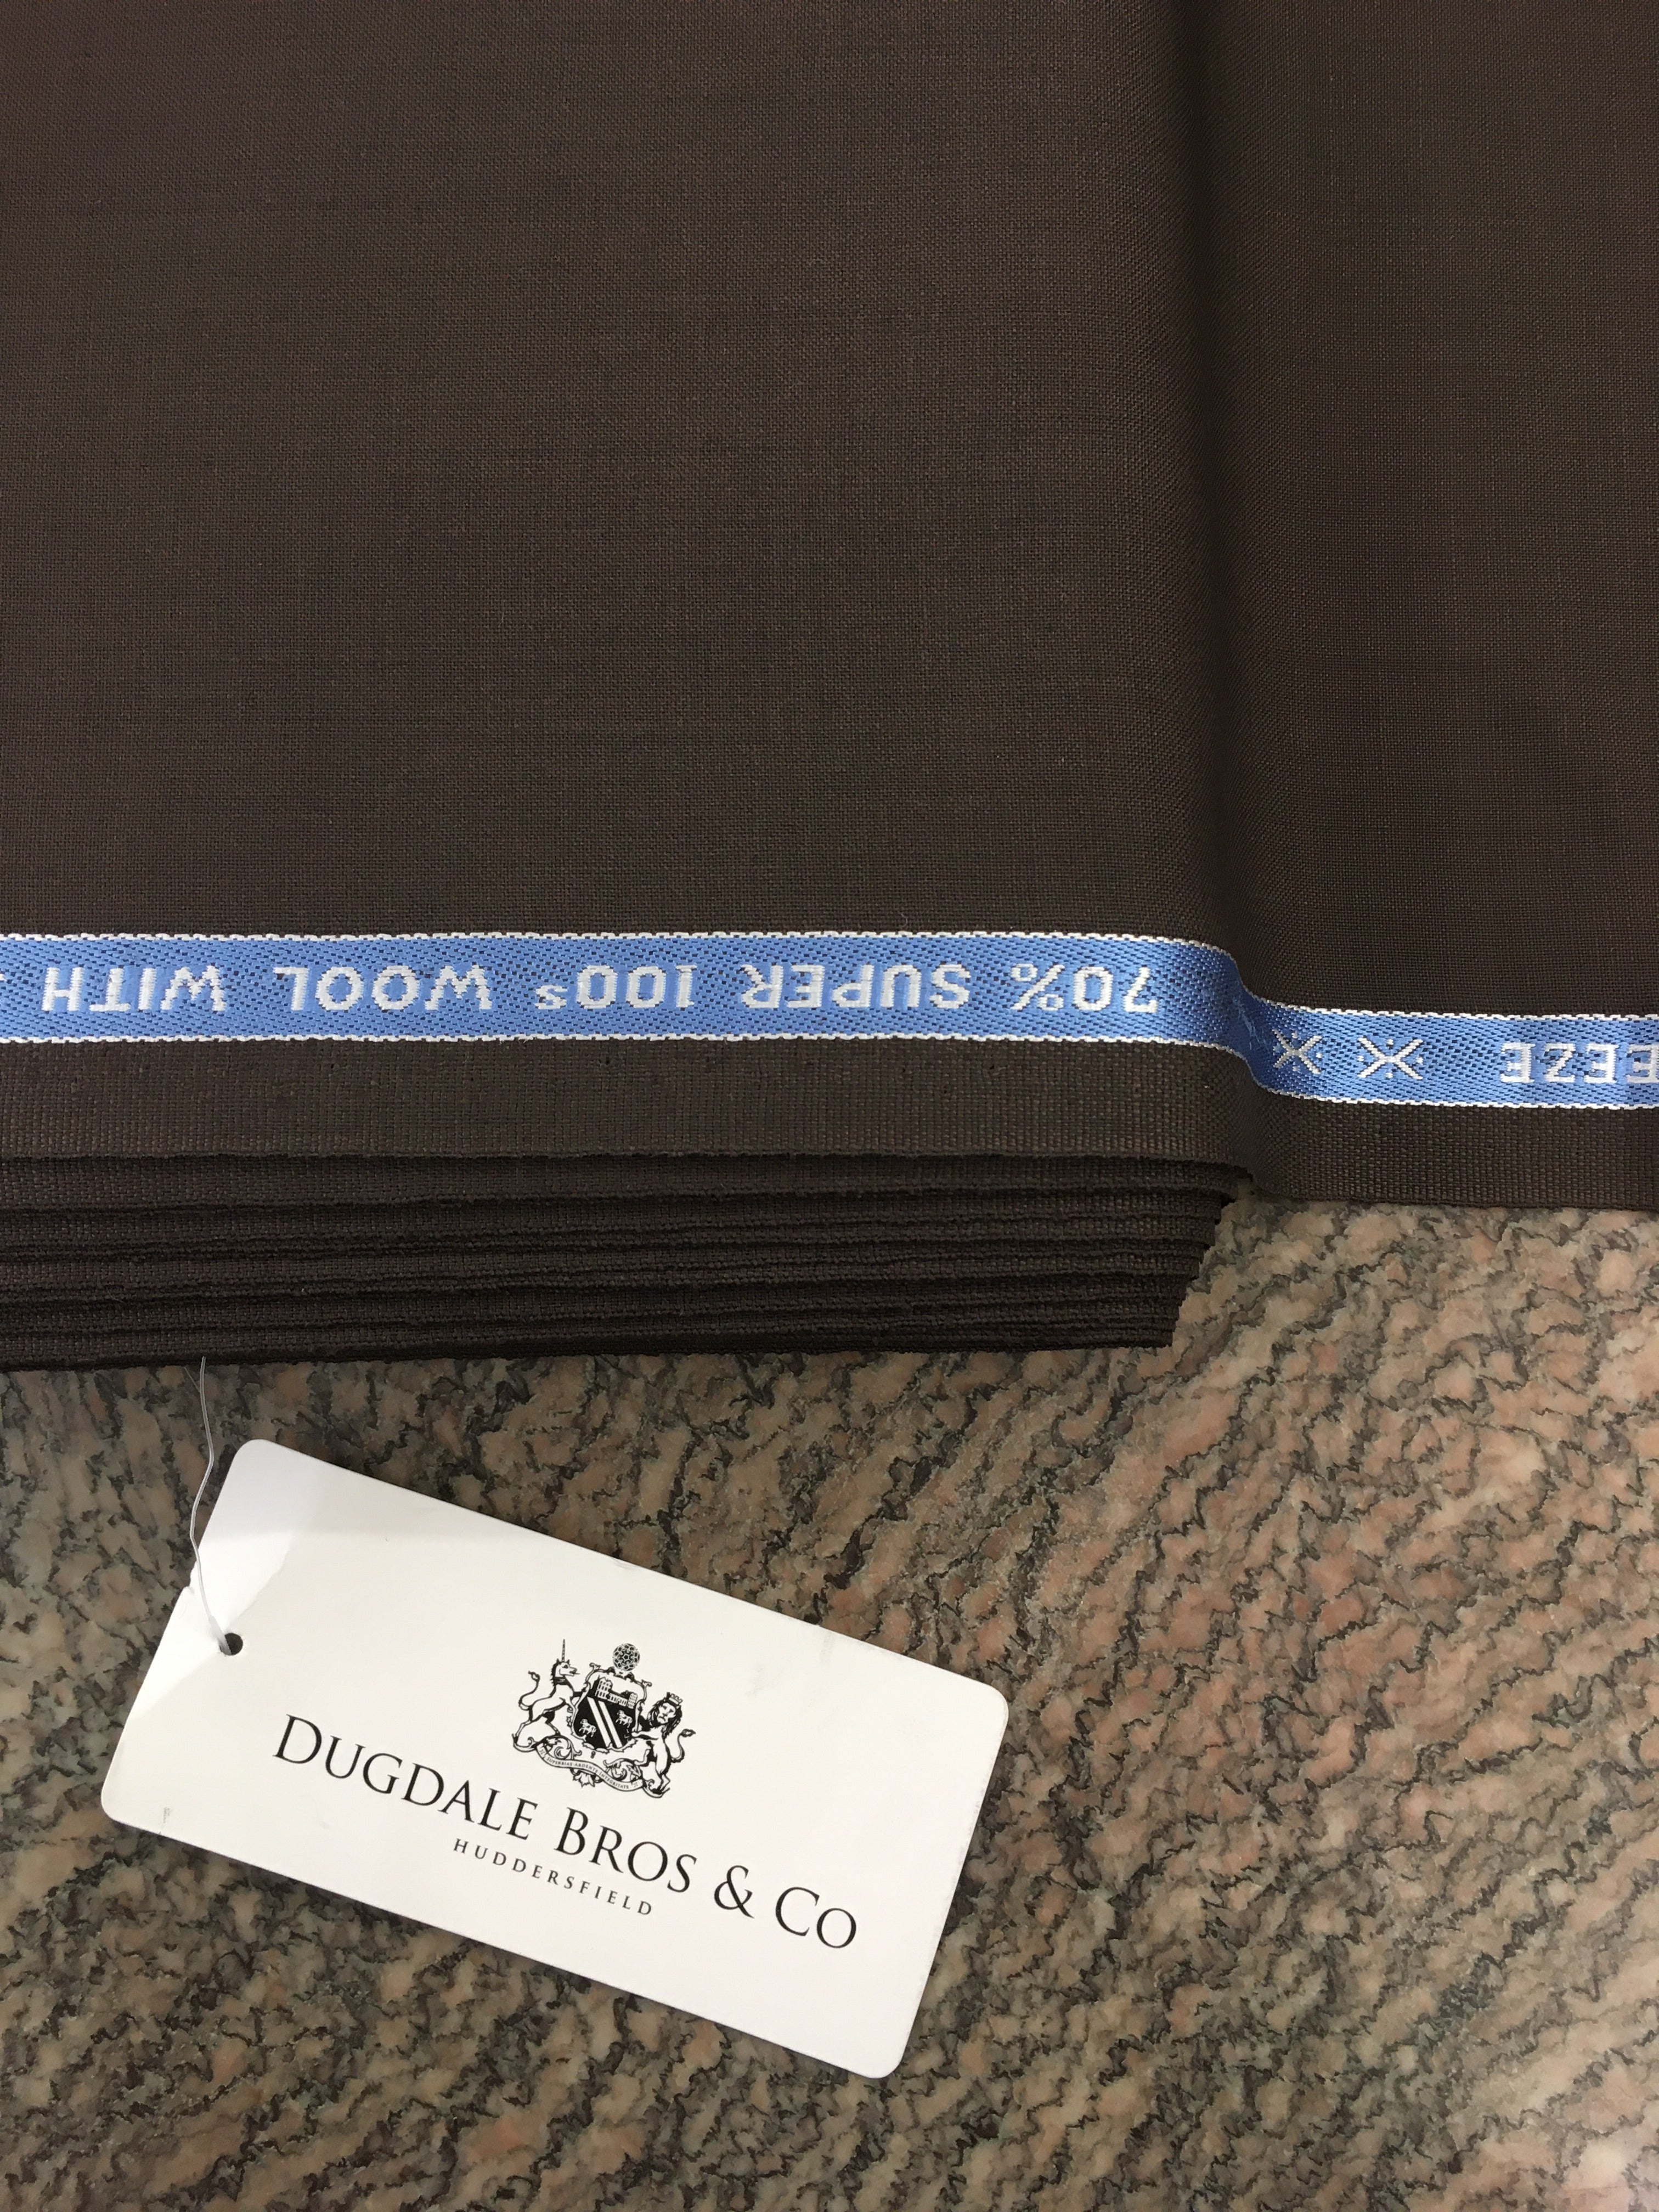 EEZE ※ ※ 70% SUPER 100s WOOL WITH
DUGDALE BROS & CO
HUDDERSFIELD